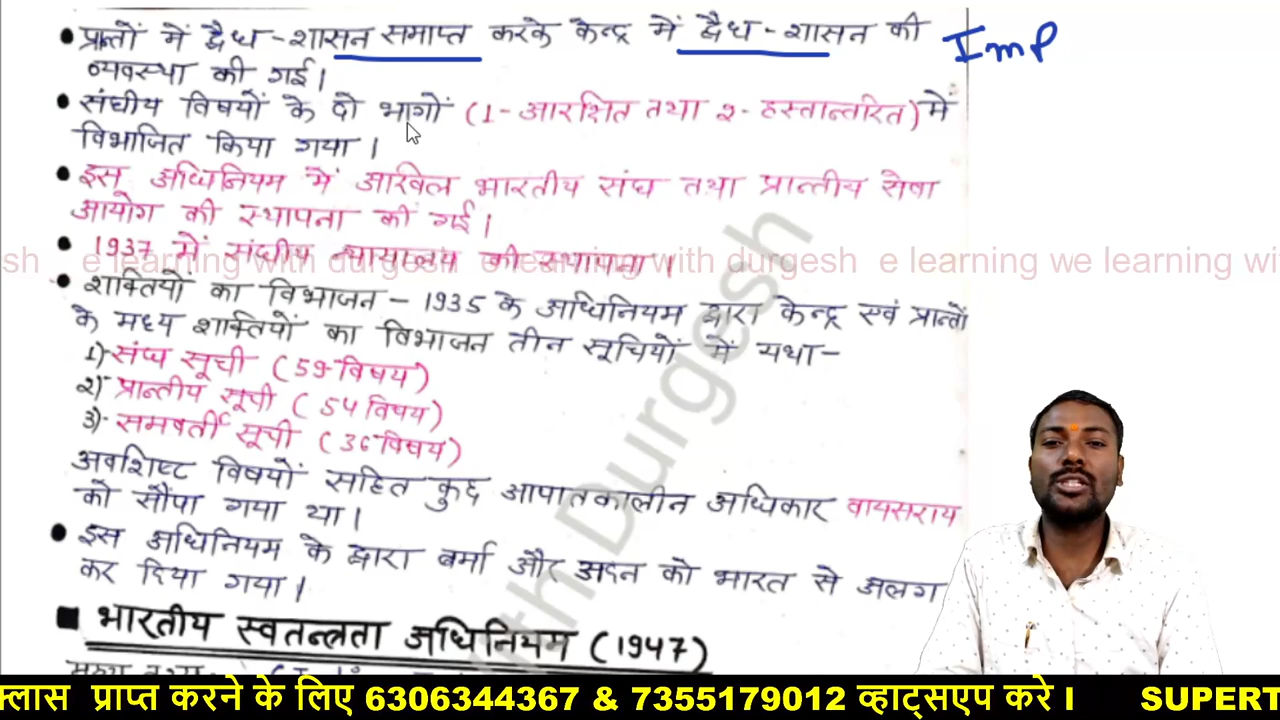 • प्रान्तों में द्वैध-शासन समाप्त करके केन्द्र में द्वैध-शासन की
Imp
व्यवस्था की गई।
• संघीय विषयों के दो भागों (1- आरक्षित तथा 2- हस्तान्तरित) में
विभाजित किया गया।
• इस अधिनियम में अखिल भारतीय संघ तथा प्रान्तीय सेवा
आयोग की स्थापना की गई।
• 1937 में संघीय न्यायालय की स्थापना।
sh e learning with durgesh e learning with durgesh e learning we learning wi
• शक्तियों का विभाजन - 1935 के अधिनियम द्वारा केन्द्र एवं प्रान्तों
के मध्य शक्तियों का विभाजन तीन सूचियों में यथा-
1) संघ सूची (59-विषय)
2) प्रान्तीय सूची (54 विषय)
3)- समवर्ती सूची (36 विषय)
अवशिष्ट विषयों सहित कुछ आपातकालीन अधिकार वायसराय
को सौंपा गया था।
• इस अधिनियम के द्वारा बर्मा और अदन को भारत से अलग
कर दिया गया।
■ भारतीय स्वतन्त्रता अधिनियम (1947)
ith Durgesh
क्लास प्राप्त करने के लिए 6306344367 & 7355179012 व्हाट्सएप करे I SUPERT